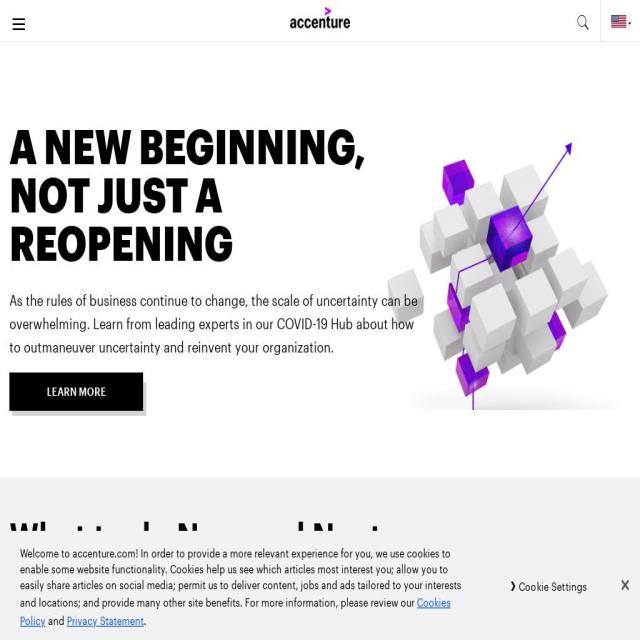 accenture
A NEW BEGINNING,
NOT JUST A
REOPENING
As the rules of business continue to change, the scale of uncertainty can be
overwhelming. Learn from leading experts in our COVID-19 Hub about how
to outmaneuver uncertainty and reinvent your organization.
LEARN MORE
Welcome to accenture.com! In order to provide a more relevant experience for you, we use cookies to
enable some website functionality. Cookies help us see which articles most interest you; allow you to
easily share articles on social media; permit us to deliver content, jobs and ads tailored to your interests
and locations; and provide many other site benefits. For more information, please review our Cookies
Policy and Privacy Statement.
Cookie Settings
X